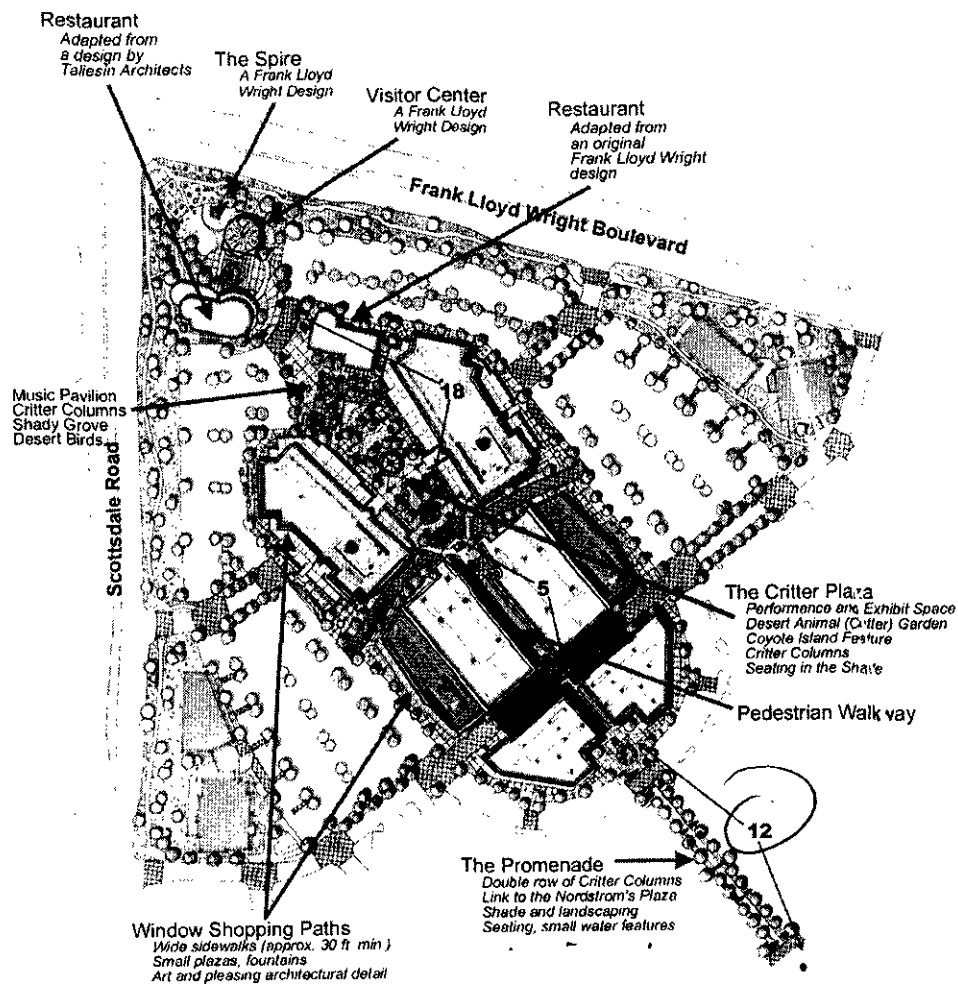 Restaurant
Adapted from
a design by
Taliesin Architects
The Spire
A Frank Lloyd
Wright Design
Visitor Center
A Frank Lloyd
Wright Design
Restaurant
Adapted from
an original
Frank Lloyd Wright
design
Frank Lloyd Wright Boulevard
18
Music Pavilion
Critter Columns
Shady Grove
Desert Birds
Scottsdale Road
5
The Critter Plaza
Performance and Exhibit Space
Desert Animal (Critter) Garden
Coyote Island Feature
Critter Columns
Seating in the Shade
Pedestrian Walkway
12
The Promenade
Double row of Critter Columns
Link to the Nordstrom's Plaza
Shade and landscaping
Seating, small water features
Window Shopping Paths
Wide sidewalks (approx. 30 ft min)
Small plazas, fountains
Art and pleasing architectural detail